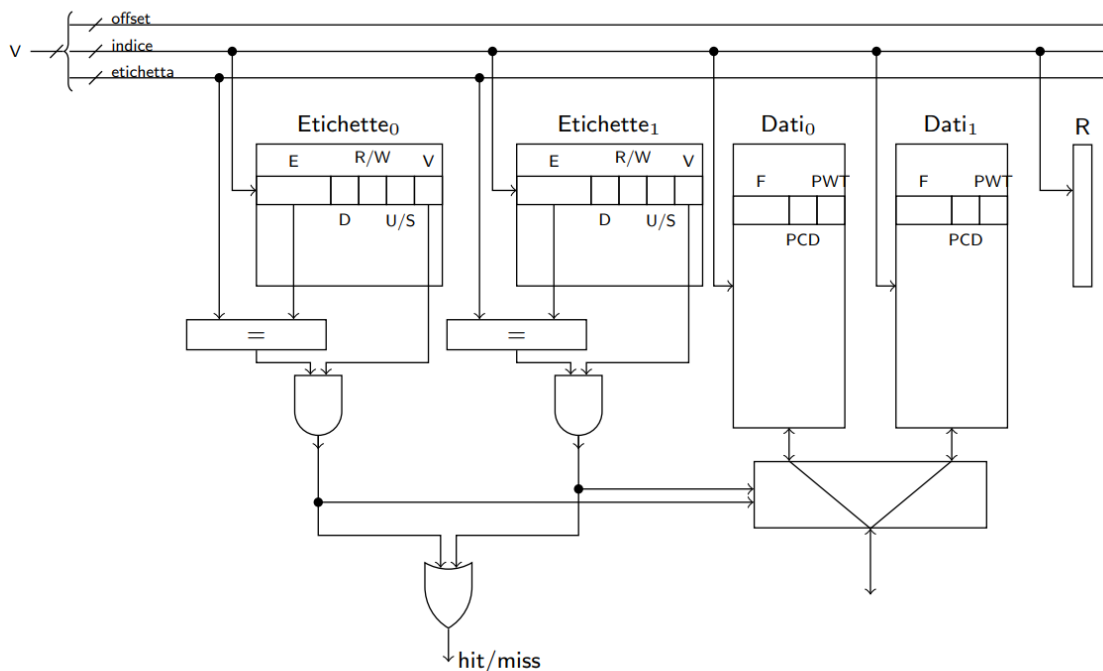 offset
V
indice
etichetta
Etichette₀
Etichette₁
Dati₀
Dati₁
R
E
R/W
V
E
R/W
V
F
PWT
F
PWT
D
U/S
D
U/S
PCD
PCD
=
=
hit/miss